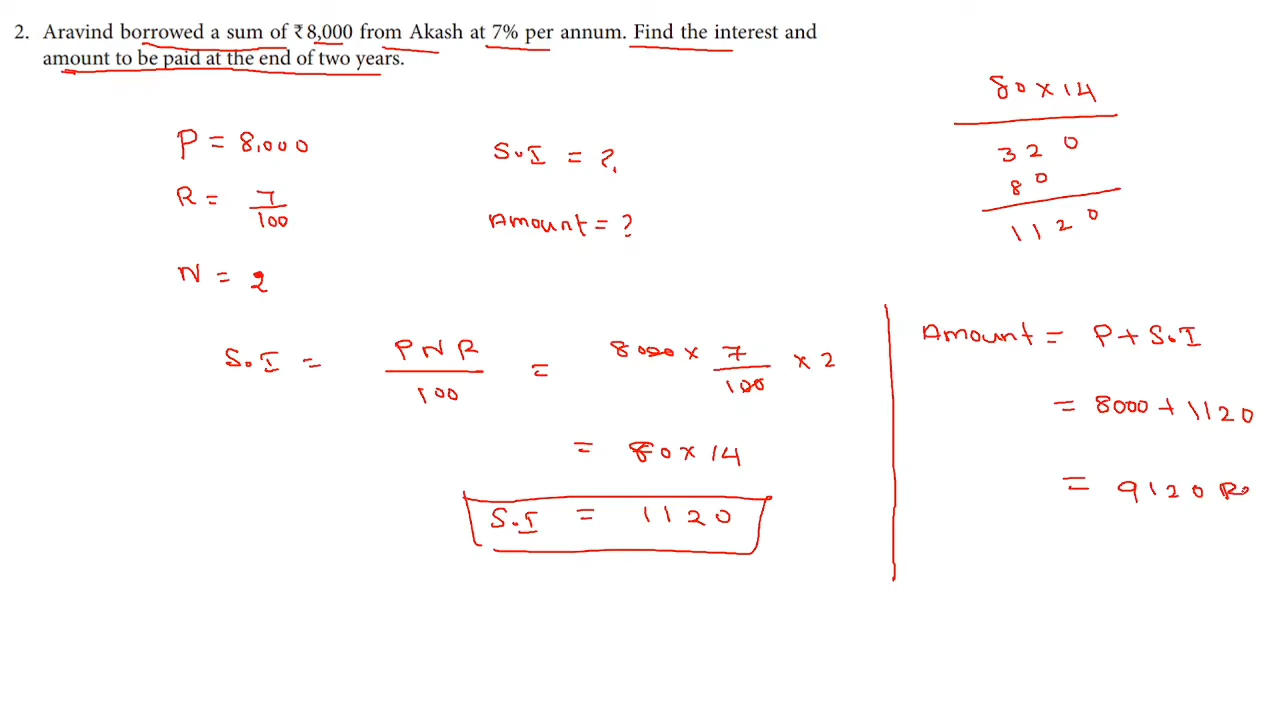 2. Aravind borrowed a sum of ₹ 8,000 from Akash at 7% per annum. Find the interest and
amount to be paid at the end of two years.
P = 8,000
R = 7/100
N = 2
S.I = ?
Amount = ?
80 x 14
320
80
1120
S.I = PNR/100 = 8000 x 7/100 x 2
= 80 x 14
S.I = 1120
Amount = P + S.I
= 8000 + 1120
= 9120 Rs